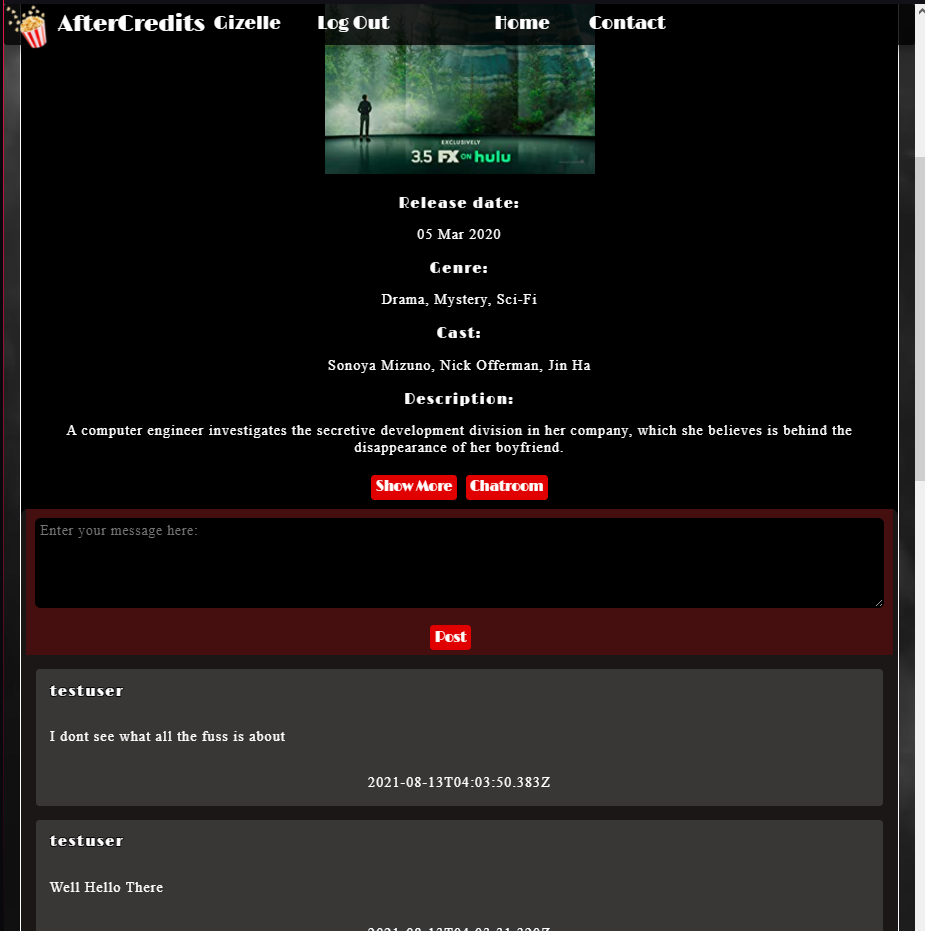 AfterCredits Gizelle Log Out Home Contact
EXCLUSIVELY
3.5 FX ON hulu
Release date:
05 Mar 2020
Genre:
Drama, Mystery, Sci-Fi
Cast:
Sonoya Mizuno, Nick Offerman, Jin Ha
Description:
A computer engineer investigates the secretive development division in her company, which she believes is behind the
disappearance of her boyfriend.
Show More Chatroom
Enter your message here:
Post
testuser
I dont see what all the fuss is about
2021-08-13T04:03:50.383Z
testuser
Well Hello There